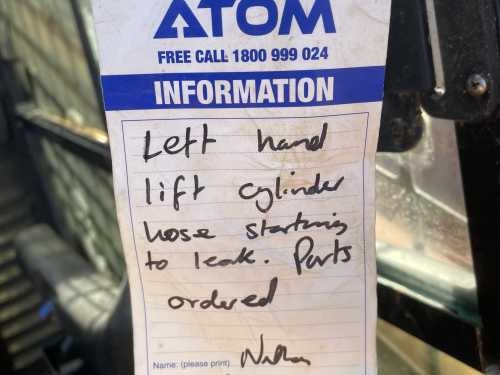 ATOM
FREE CALL 1800 999 024
INFORMATION
Left hand
lift cylinder
hose starting
to leak. Parts
ordered
Name: (please print) Nathan